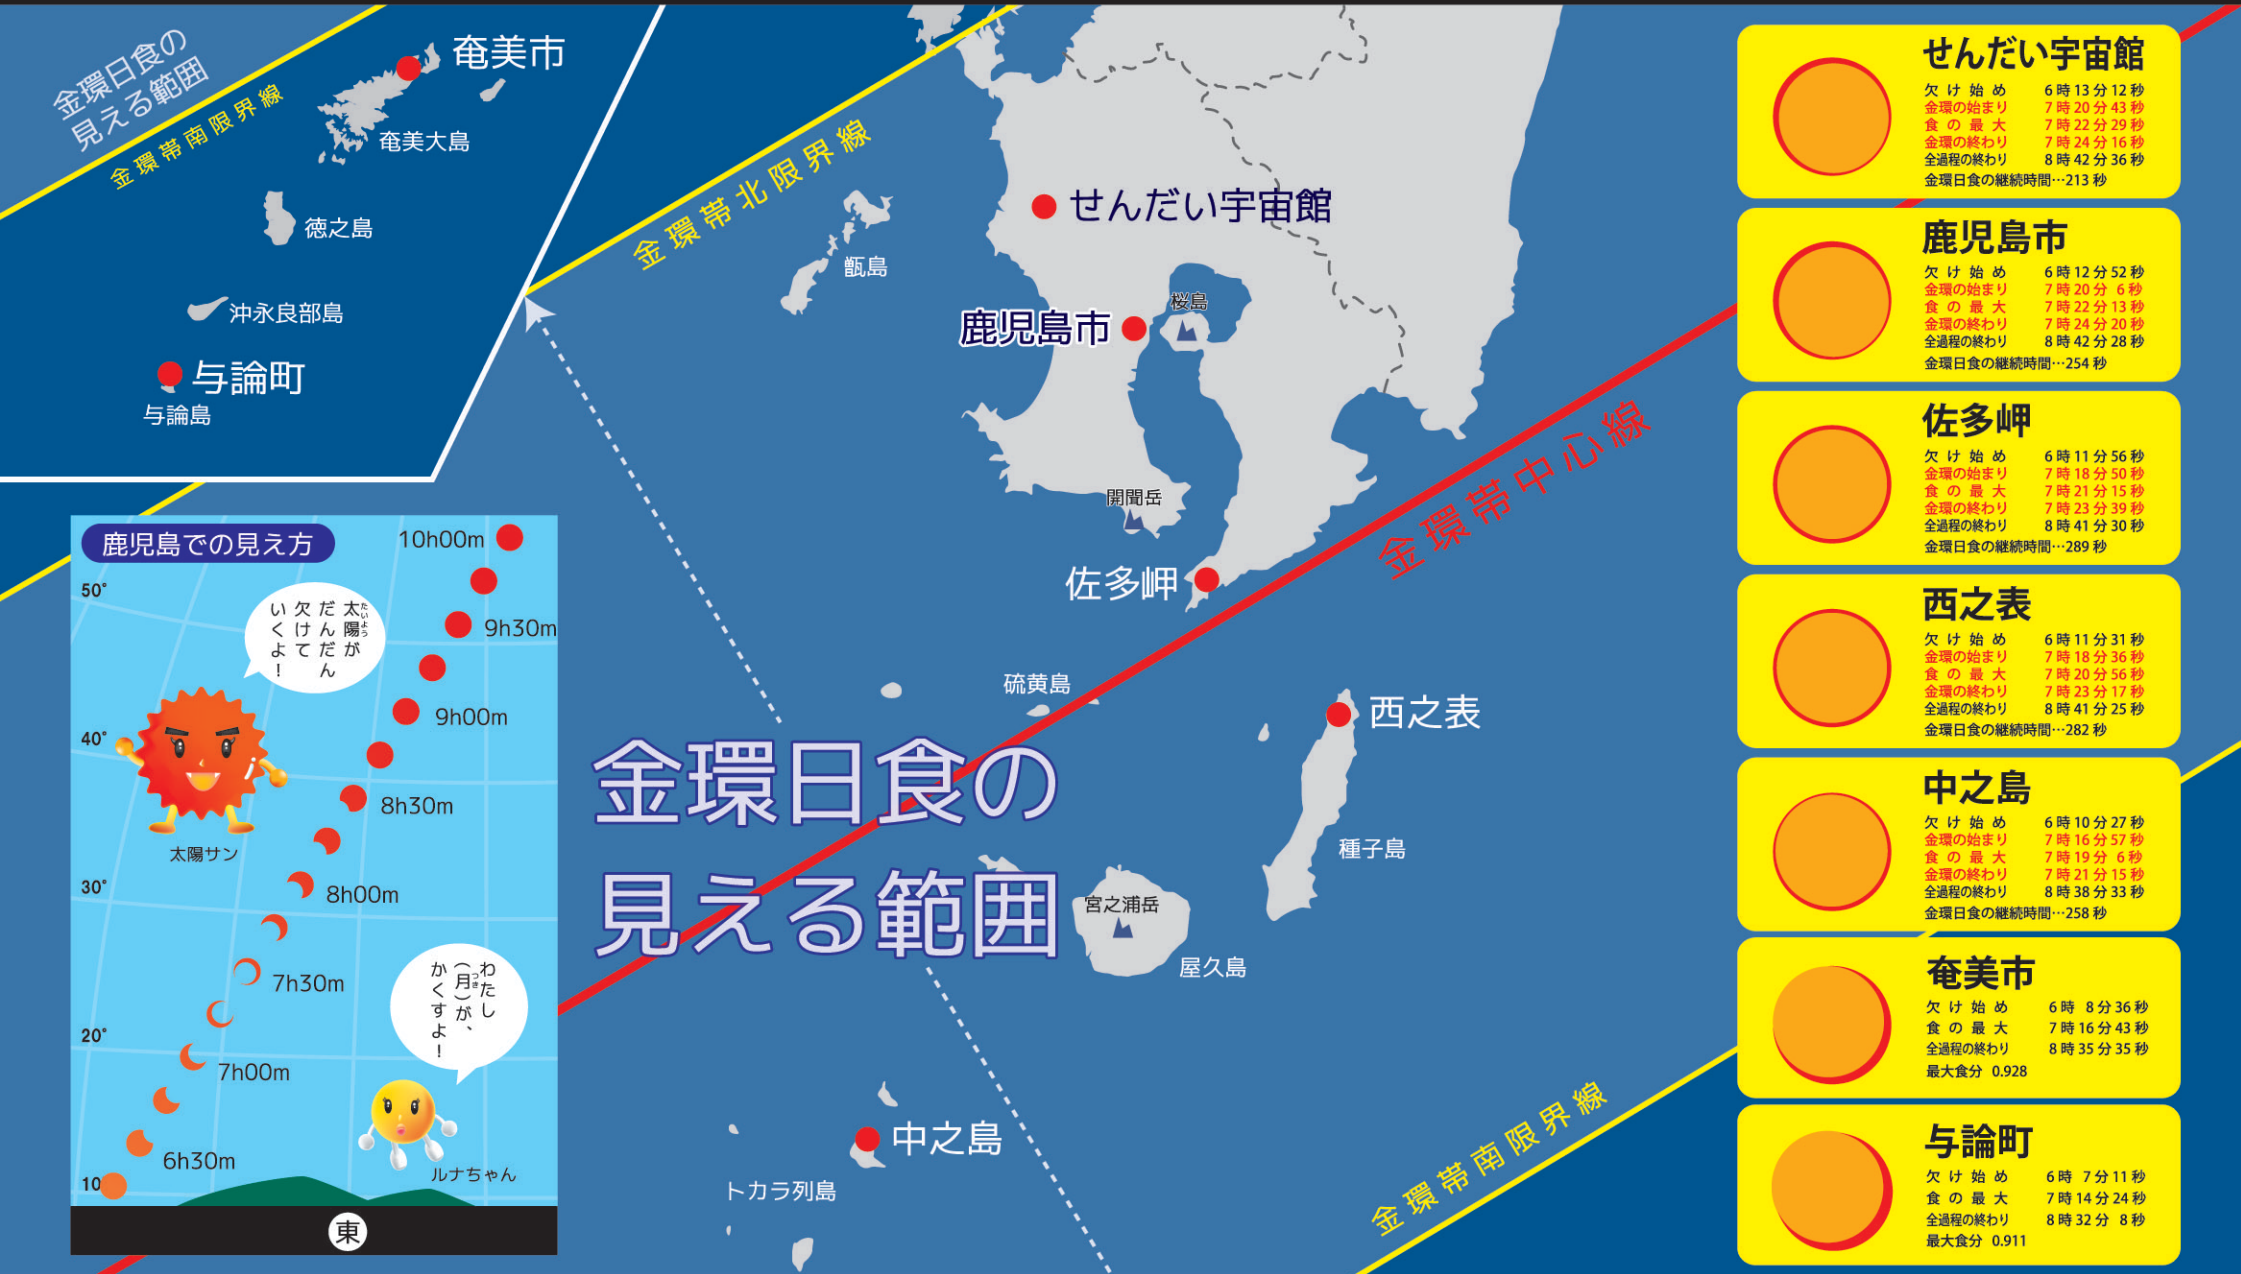 金環日食の
見える範囲
金環帯南限界線
奄美市
奄美大島
徳之島
沖永良部島
与論町
与論島
金環帯北限界線
せんだい宇宙館
甑島
鹿児島市
桜島
開聞岳
佐多岬
金環帯中心線
硫黄島
西之表
種子島
宮之浦岳
屋久島
金環日食の
見える範囲
中之島
トカラ列島
金環帯南限界線
鹿児島での見え方
10h00m
50°
9h30m
太陽が
たいよう
だんだん
欠けて
いくよ!
9h00m
40°
8h30m
太陽サン
30°
8h00m
7h30m
わたし
(月)が、
つき
かくすよ!
20°
7h00m
6h30m
ルナちゃん
10
東
せんだい宇宙館
欠け始め 6時13分12秒
金環の始まり 7時20分43秒
食の最大 7時22分29秒
金環の終わり 7時24分16秒
全過程の終わり 8時42分36秒
金環日食の継続時間…213秒
鹿児島市
欠け始め 6時12分52秒
金環の始まり 7時20分 6秒
食の最大 7時22分13秒
金環の終わり 7時24分20秒
全過程の終わり 8時42分28秒
金環日食の継続時間…254秒
佐多岬
欠け始め 6時11分56秒
金環の始まり 7時18分50秒
食の最大 7時21分15秒
金環の終わり 7時23分39秒
全過程の終わり 8時41分30秒
金環日食の継続時間…289秒
西之表
欠け始め 6時11分31秒
金環の始まり 7時18分36秒
食の最大 7時20分56秒
金環の終わり 7時23分17秒
全過程の終わり 8時41分25秒
金環日食の継続時間…282秒
中之島
欠け始め 6時10分27秒
金環の始まり 7時16分57秒
食の最大 7時19分 6秒
金環の終わり 7時21分15秒
全過程の終わり 8時38分33秒
金環日食の継続時間…258秒
奄美市
欠け始め 6時 8分36秒
食の最大 7時16分43秒
全過程の終わり 8時35分35秒
最大食分 0.928
与論町
欠け始め 6時 7分11秒
食の最大 7時14分24秒
全過程の終わり 8時32分 8秒
最大食分 0.911